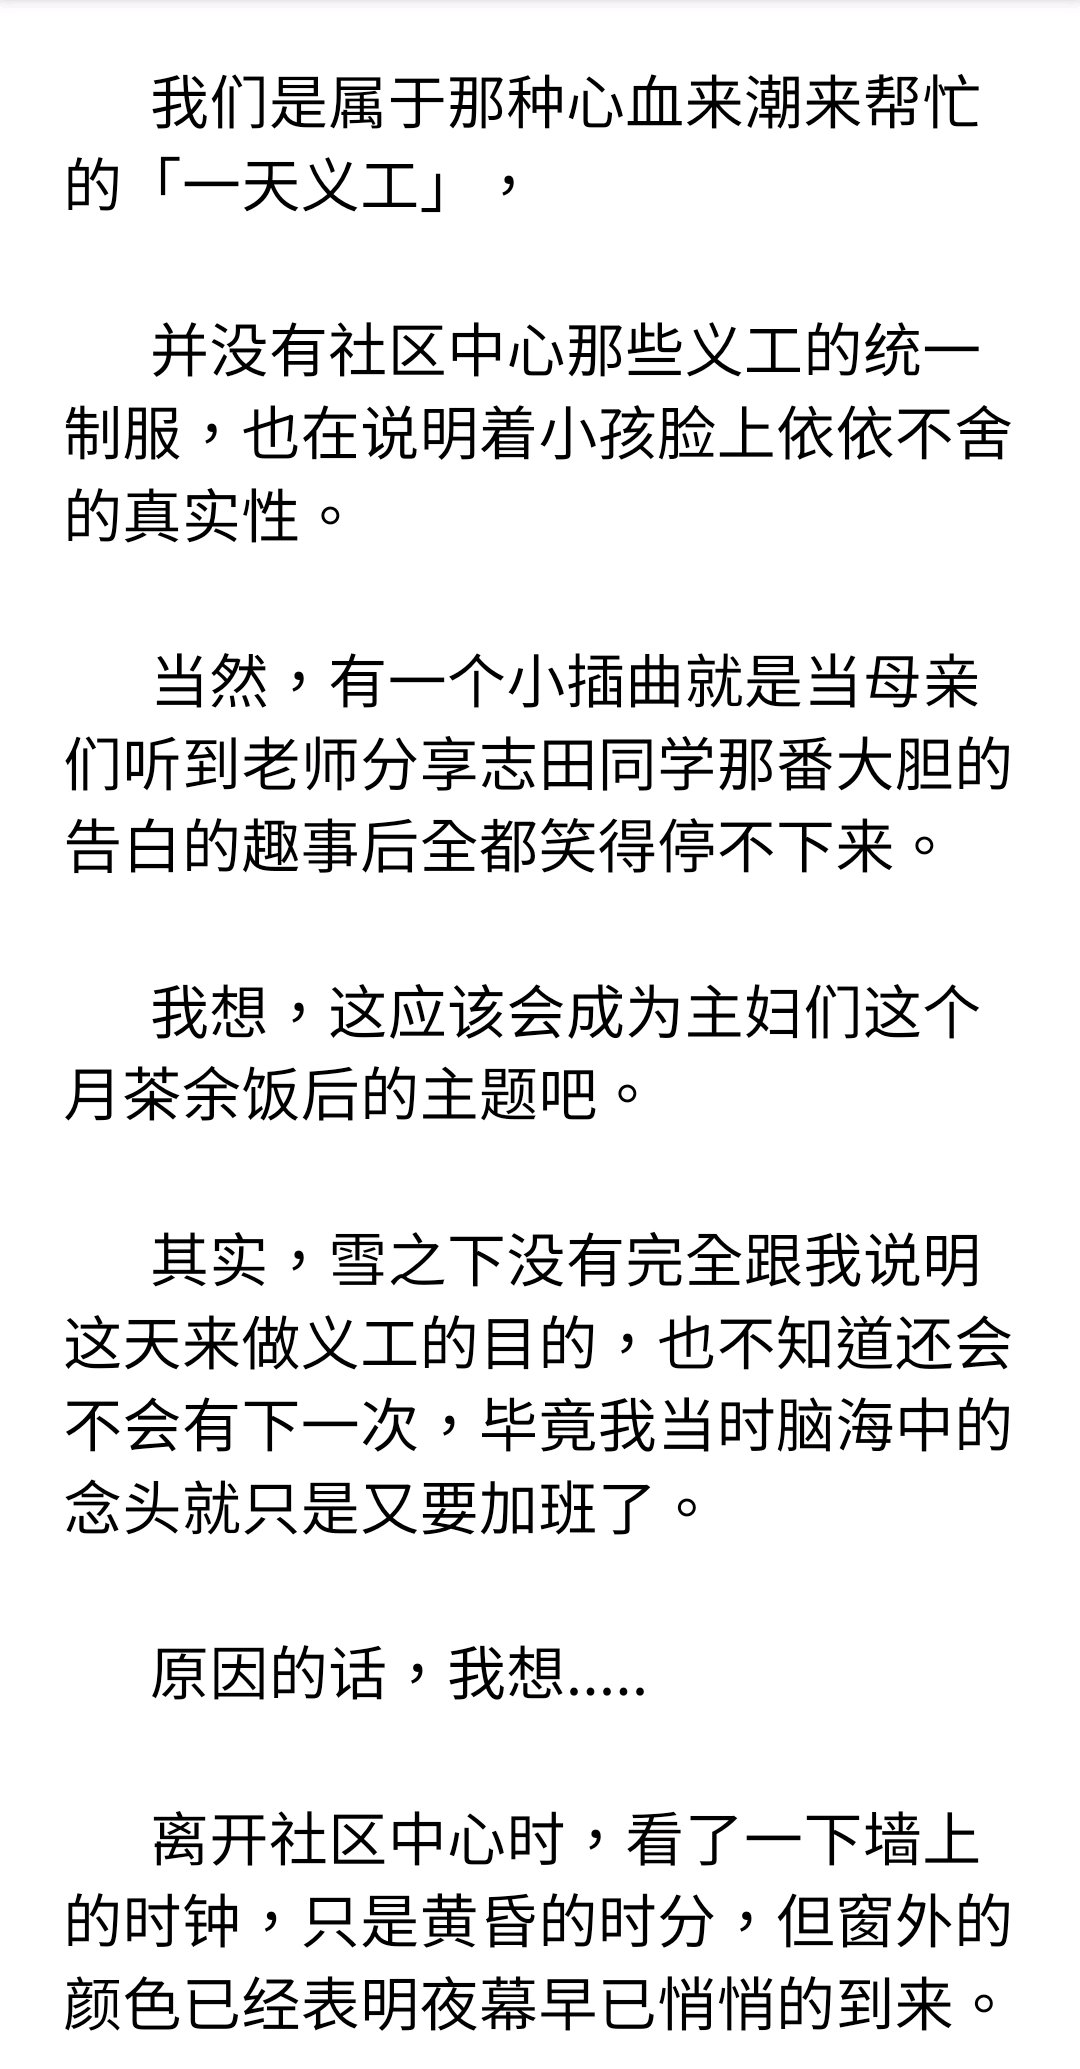 我们是属于那种心血来潮来帮忙
的「一天义工」，
并没有社区中心那些义工的统一
制服，也在说明着小孩脸上依依不舍
的真实性。
当然，有一个小插曲就是当母亲
们听到老师分享志田同学那番大胆的
告白的趣事后全都笑得停不下来。
我想，这应该会成为主妇们这个
月茶余饭后的主题吧。
其实，雪之下没有完全跟我说明
这天来做义工的目的，也不知道还会
不会有下一次，毕竟我当时脑海中的
念头就只是又要加班了。
原因的话，我想.....
离开社区中心时，看了一下墙上
的时钟，只是黄昏的时分，但窗外的
颜色已经表明夜幕早已悄悄的到来。